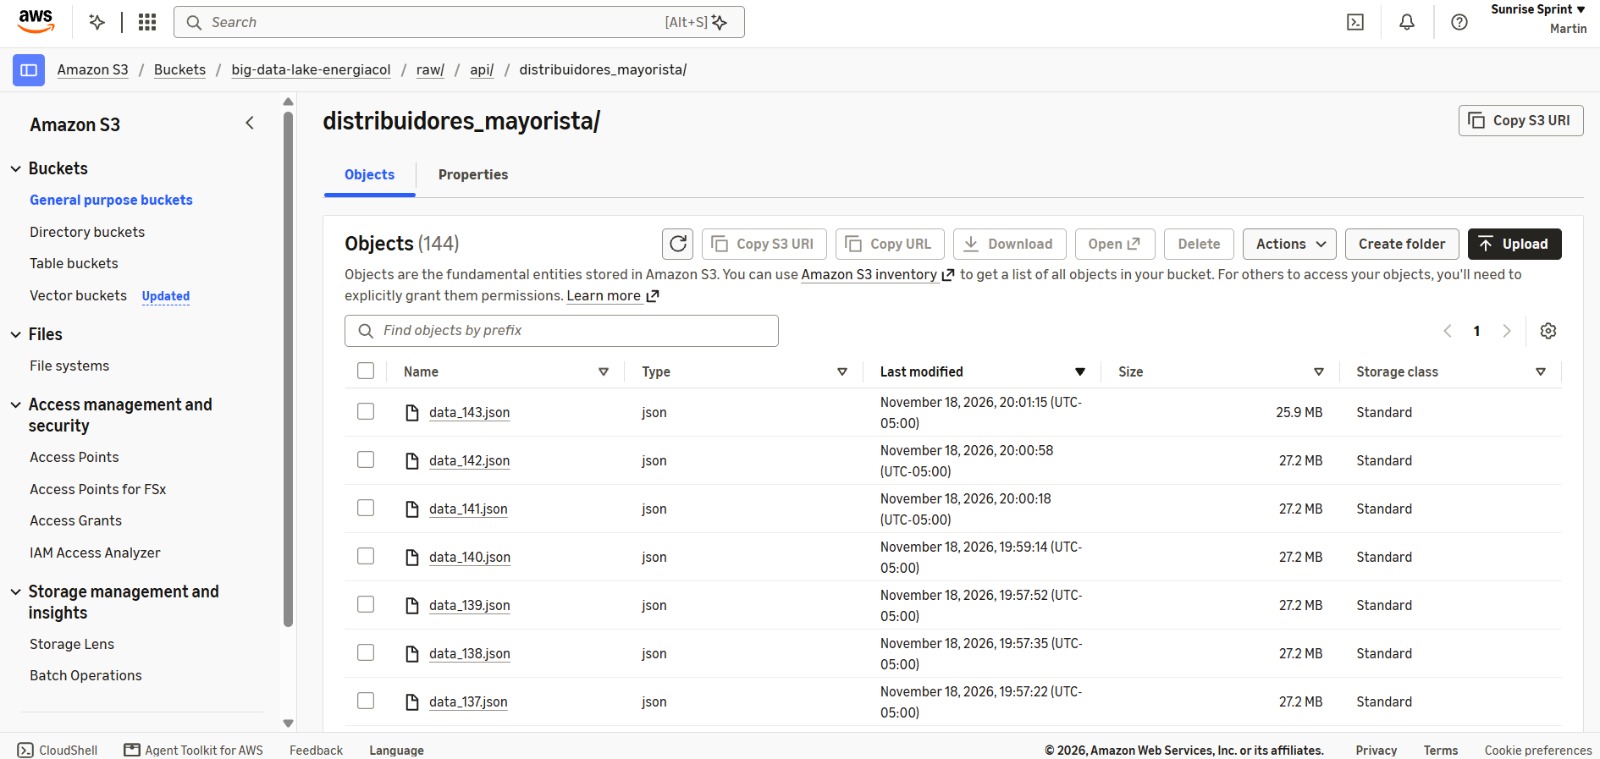 aws
Search [Alt+S]
Sunrise Sprint
Martin
Amazon S3 / Buckets / big-data-lake-energiacol / raw/ / api/ / distribuidores_mayorista/
Amazon S3
Buckets
General purpose buckets
Directory buckets
Table buckets
Vector buckets Updated
Files
File systems
Access management and
security
Access Points
Access Points for FSx
Access Grants
IAM Access Analyzer
Storage management and
insights
Storage Lens
Batch Operations
distribuidores_mayorista/
Copy S3 URI
Objects Properties
Objects (144)
Copy S3 URI Copy URL Download Open Delete Actions Create folder Upload
Objects are the fundamental entities stored in Amazon S3. You can use Amazon S3 inventory to get a list of all objects in your bucket. For others to access your objects, you'll need to
explicitly grant them permissions. Learn more
Find objects by prefix
1
Name Type Last modified Size Storage class
data_143.json json November 18, 2026, 20:01:15 (UTC-
05:00) 25.9 MB Standard
data_142.json json November 18, 2026, 20:00:58
(UTC-05:00) 27.2 MB Standard
data_141.json json November 18, 2026, 20:00:18
(UTC-05:00) 27.2 MB Standard
data_140.json json November 18, 2026, 19:59:14 (UTC-
05:00) 27.2 MB Standard
data_139.json json November 18, 2026, 19:57:52 (UTC-
05:00) 27.2 MB Standard
data_138.json json November 18, 2026, 19:57:35 (UTC-
05:00) 27.2 MB Standard
data_137.json json November 18, 2026, 19:57:22 (UTC-
05:00) 27.2 MB Standard
CloudShell Agent Toolkit for AWS Feedback Language
© 2026, Amazon Web Services, Inc. or its affiliates. Privacy Terms Cookie preferences